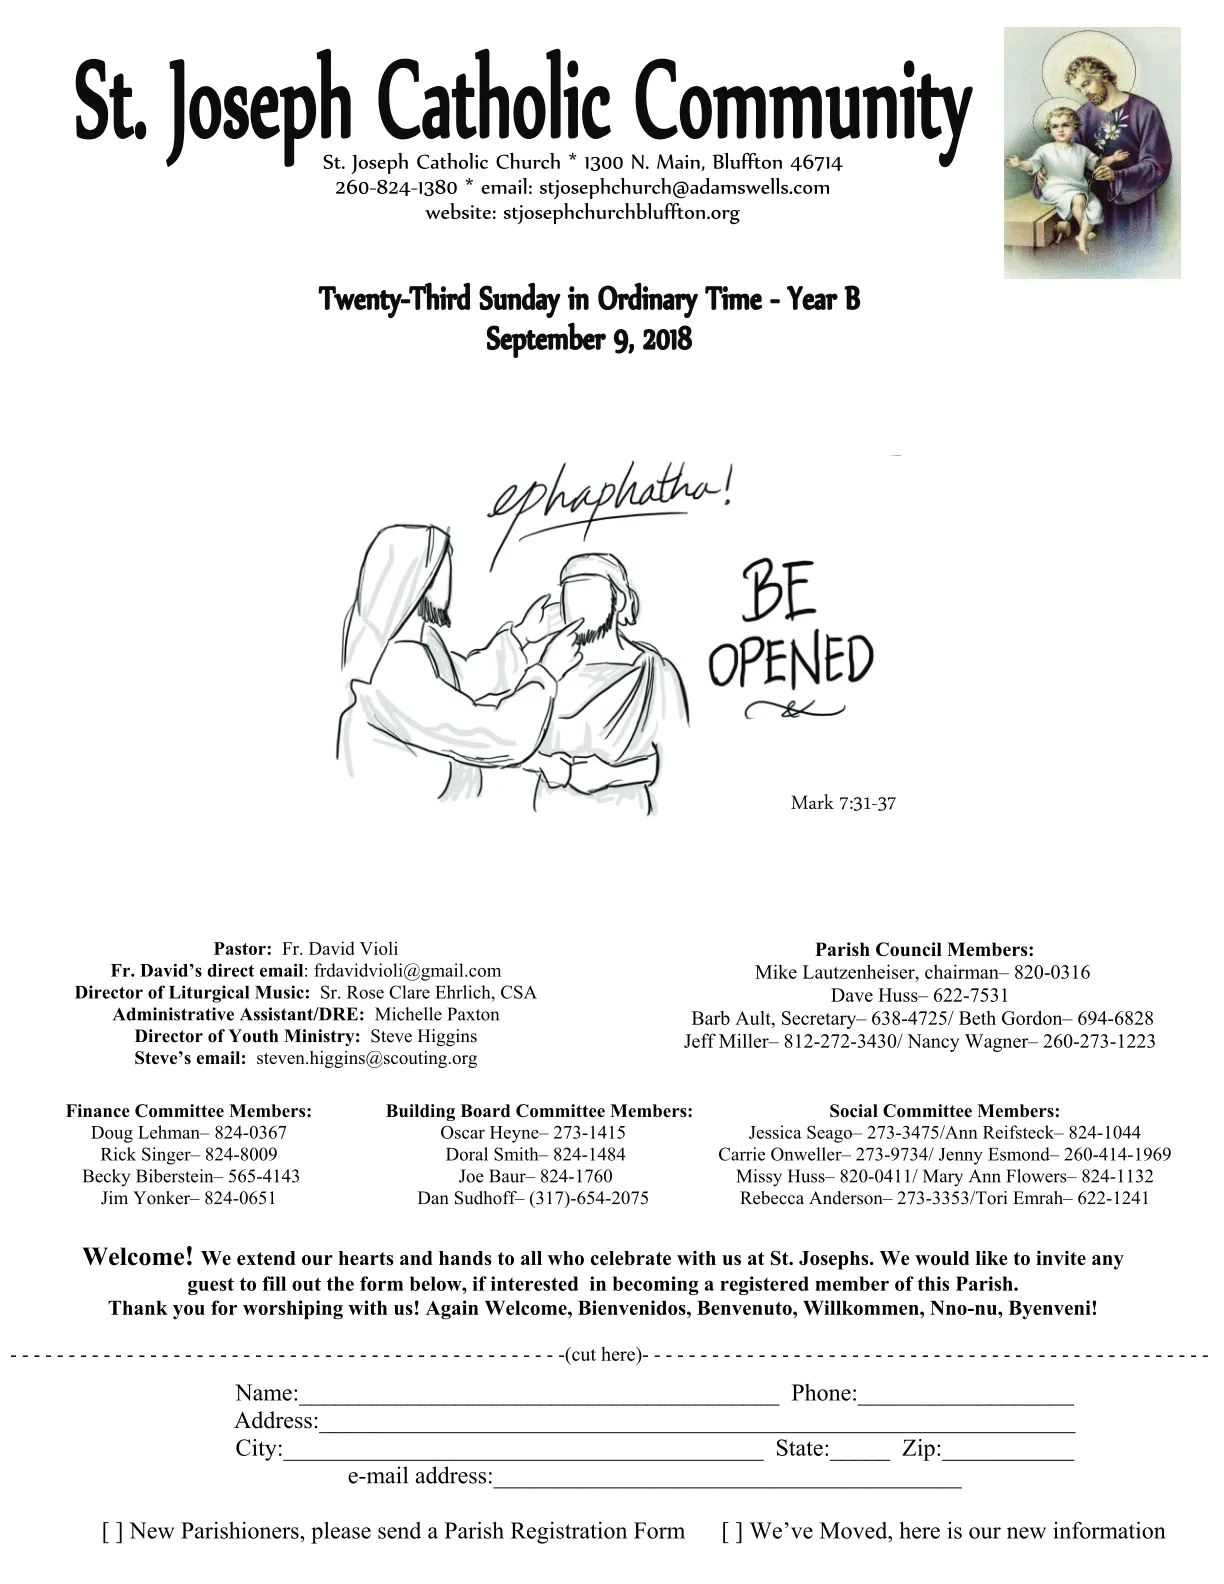 St. Joseph Catholic Community
St. Joseph Catholic Church * 1300 N. Main, Bluffton 46714
260-824-1380 * email: stjosephchurch@adamswells.com
website: stjosephchurchbluffton.org
Twenty-Third Sunday in Ordinary Time - Year B
September 9, 2018
ephaphatha!
BE
OPENED
Mark 7:31-37
Pastor: Fr. David Violi
Fr. David’s direct email: frdavidvioli@gmail.com
Director of Liturgical Music: Sr. Rose Clare Ehrlich, CSA
Administrative Assistant/DRE: Michelle Paxton
Director of Youth Ministry: Steve Higgins
Steve’s email: steven.higgins@scouting.org
Parish Council Members:
Mike Lautzenheiser, chairman– 820-0316
Dave Huss– 622-7531
Barb Ault, Secretary– 638-4725/ Beth Gordon– 694-6828
Jeff Miller– 812-272-3430/ Nancy Wagner– 260-273-1223
Finance Committee Members:
Doug Lehman– 824-0367
Rick Singer– 824-8009
Becky Biberstein– 565-4143
Jim Yonker– 824-0651
Building Board Committee Members:
Oscar Heyne– 273-1415
Doral Smith– 824-1484
Joe Baur– 824-1760
Dan Sudhoff– (317)-654-2075
Social Committee Members:
Jessica Seago– 273-3475/Ann Reifsteck– 824-1044
Carrie Onweller– 273-9734/ Jenny Esmond– 260-414-1969
Missy Huss– 820-0411/ Mary Ann Flowers– 824-1132
Rebecca Anderson– 273-3353/Tori Emrah– 622-1241
Welcome! We extend our hearts and hands to all who celebrate with us at St. Josephs. We would like to invite any
guest to fill out the form below, if interested in becoming a registered member of this Parish.
Thank you for worshiping with us! Again Welcome, Bienvenidos, Benvenuto, Willkommen, Nno-nu, Byenveni!
- - - - - - - - - - - - - - - - - - - - - - - - - - - - - - - - - - - - - - - - - - - - - - - -(cut here)- - - - - - - - - - - - - - - - - - - - - - - - - - - - - - - - - - - - - - - - - - - - - - - - -
Name:________________________________________ Phone:__________________
Address:_______________________________________________________________
City:________________________________________ State:_____ Zip:___________
e-mail address:_______________________________________
[ ] New Parishioners, please send a Parish Registration Form [ ] We’ve Moved, here is our new information